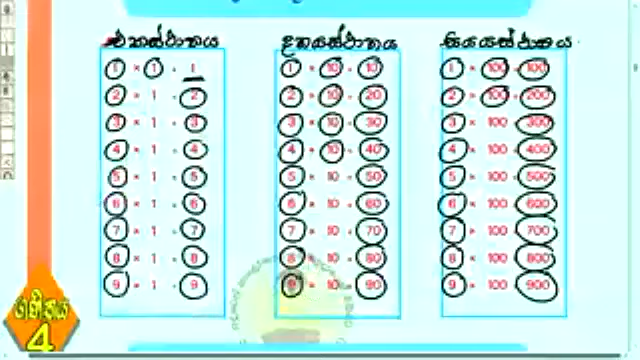 එකස්ථානය දහයස්ථානය සියයස්ථානය
1 × 1 = 1 1 × 10 = 10 1 × 100 = 100
2 × 1 = 2 2 × 10 = 20 2 × 100 = 200
3 × 1 = 3 3 × 10 = 30 3 × 100 = 300
4 × 1 = 4 4 × 10 = 40 4 × 100 = 400
5 × 1 = 5 5 × 10 = 50 5 × 100 = 500
6 × 1 = 6 6 × 10 = 60 6 × 100 = 600
7 × 1 = 7 7 × 10 = 70 7 × 100 = 700
8 × 1 = 8 8 × 10 = 80 8 × 100 = 800
9 × 1 = 9 9 × 10 = 90 9 × 100 = 900
ගණිතය
4